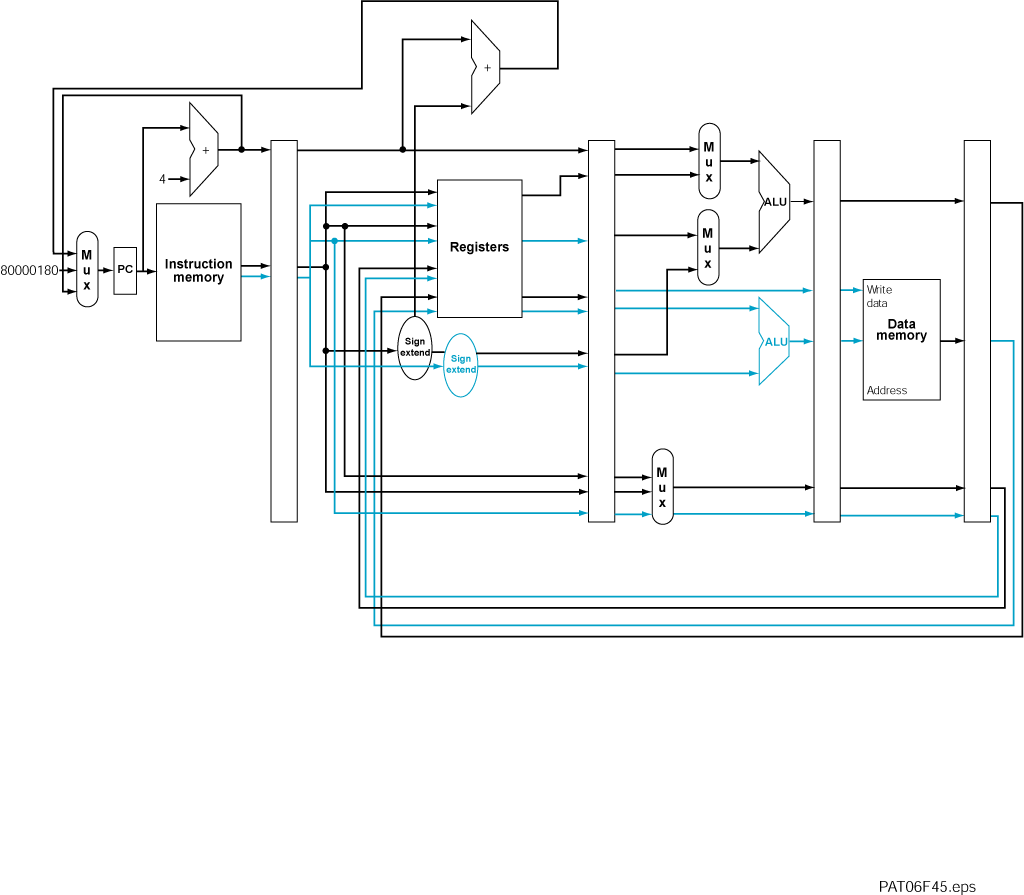 +
4
+
M
u
x
80000180
M
u
x
PC
Instruction
memory
Registers
Sign
extend
Sign
extend
M
u
x
ALU
ALU
Write
data
Data
memory
Address
M
u
x
PAT06F45.eps